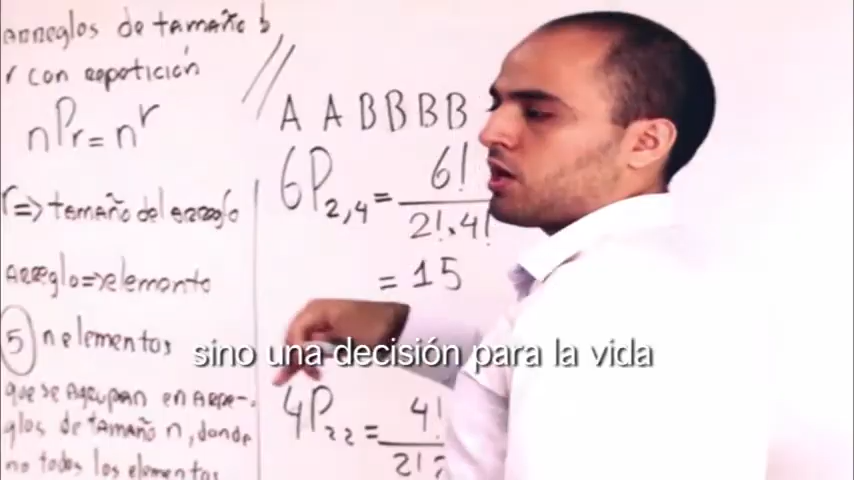 arreglos de tamaño b
r con repetición
nPr = n^r
r => tamaño del arreglo
Arreglo => elemento
5 n elementos
que se Agrupan en Arre-
glos de tamaño n, donde
no todos los elementos
A A B B B B
6P2,4 = 6! / 2! x 4!
= 15
sino una decisión para la vida
4P22 = 4! / 2! 2